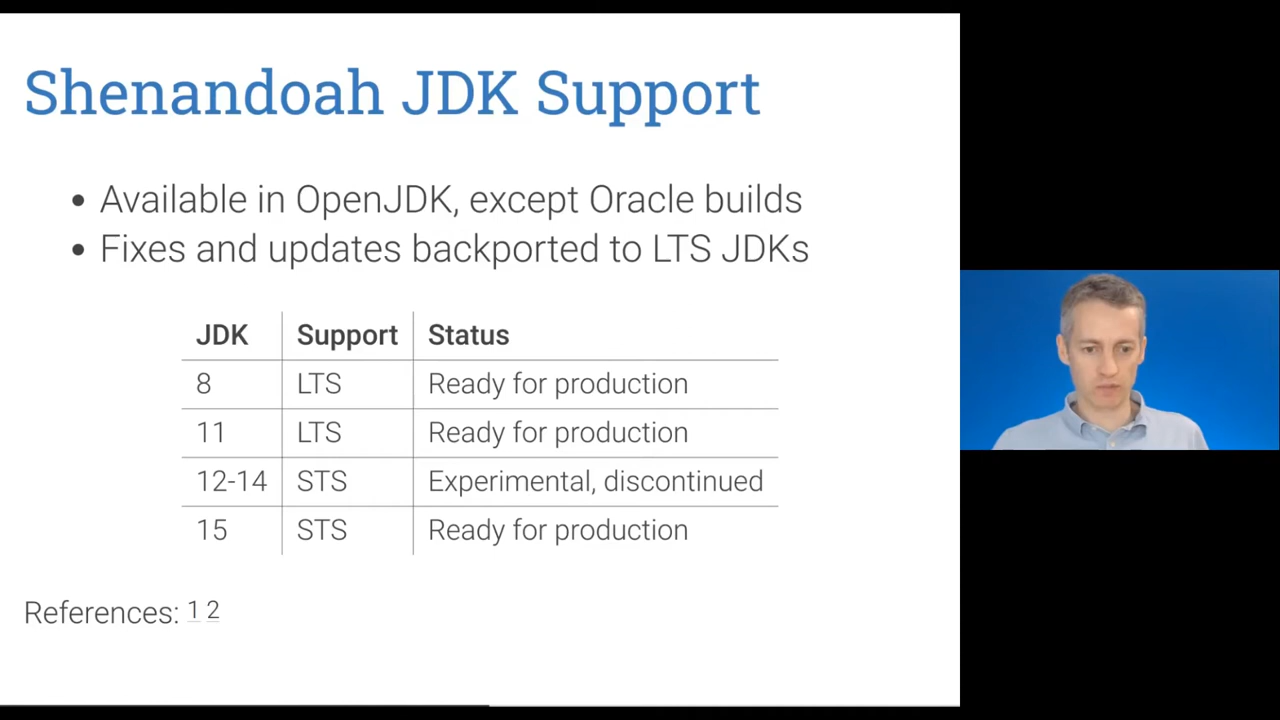 Shenandoah JDK Support
• Available in OpenJDK, except Oracle builds
• Fixes and updates backported to LTS JDKs
JDK Support Status
8 LTS Ready for production
11 LTS Ready for production
12-14 STS Experimental, discontinued
15 STS Ready for production
References: 1 2